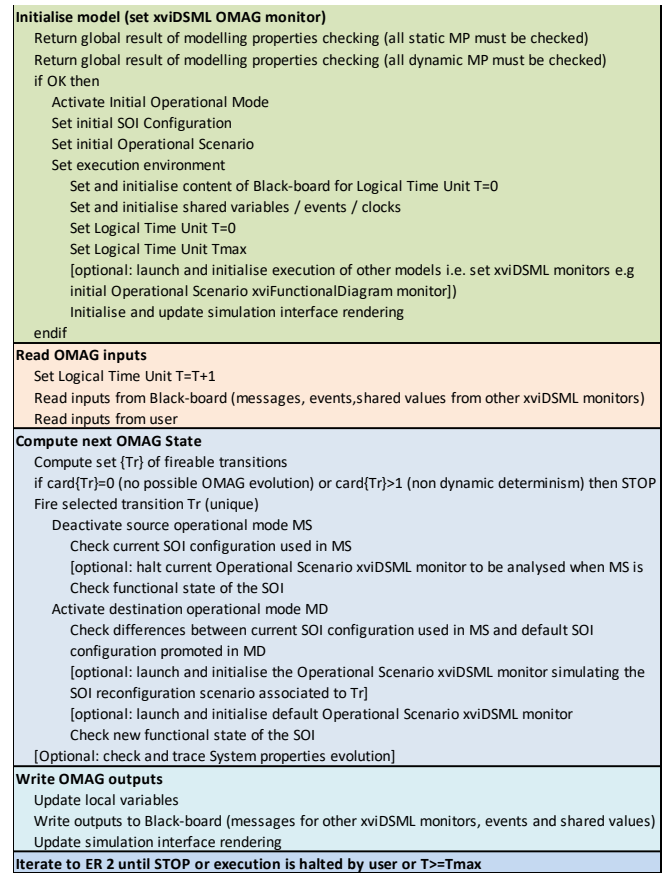 Initialise model (set xviDSML OMAG monitor)
Return global result of modelling properties checking (all static MP must be checked)
Return global result of modelling properties checking (all dynamic MP must be checked)
if OK then
Activate Initial Operational Mode
Set initial SOI Configuration
Set initial Operational Scenario
Set execution environment
Set and initialise content of Black-board for Logical Time Unit T=0
Set and initialise shared variables / events / clocks
Set Logical Time Unit T=0
Set Logical Time Unit Tmax
[optional: launch and initialise execution of other models i.e. set xviDSML monitors e.g
initial Operational Scenario xviFunctionalDiagram monitor])
Initialise and update simulation interface rendering
endif
Read OMAG inputs
Set Logical Time Unit T=T+1
Read inputs from Black-board (messages, events,shared values from other xviDSML monitors)
Read inputs from user
Compute next OMAG State
Compute set {Tr} of fireable transitions
if card{Tr}=0 (no possible OMAG evolution) or card{Tr}>1 (non dynamic determinism) then STOP
Fire selected transition Tr (unique)
Deactivate source operational mode MS
Check current SOI configuration used in MS
[optional: halt current Operational Scenario xviDSML monitor to be analysed when MS is
Check functional state of the SOI
Activate destination operational mode MD
Check differences between current SOI configuration used in MS and default SOI
configuration promoted in MD
[optional: launch and initialise the Operational Scenario xviDSML monitor simulating the
SOI reconfiguration scenario associated to Tr]
[optional: launch and initialise default Operational Scenario xviDSML monitor
Check new functional state of the SOI
[Optional: check and trace System properties evolution]
Write OMAG outputs
Update local variables
Write outputs to Black-board (messages for other xviDSML monitors, events and shared values)
Update simulation interface rendering
Iterate to ER 2 until STOP or execution is halted by user or T>=Tmax